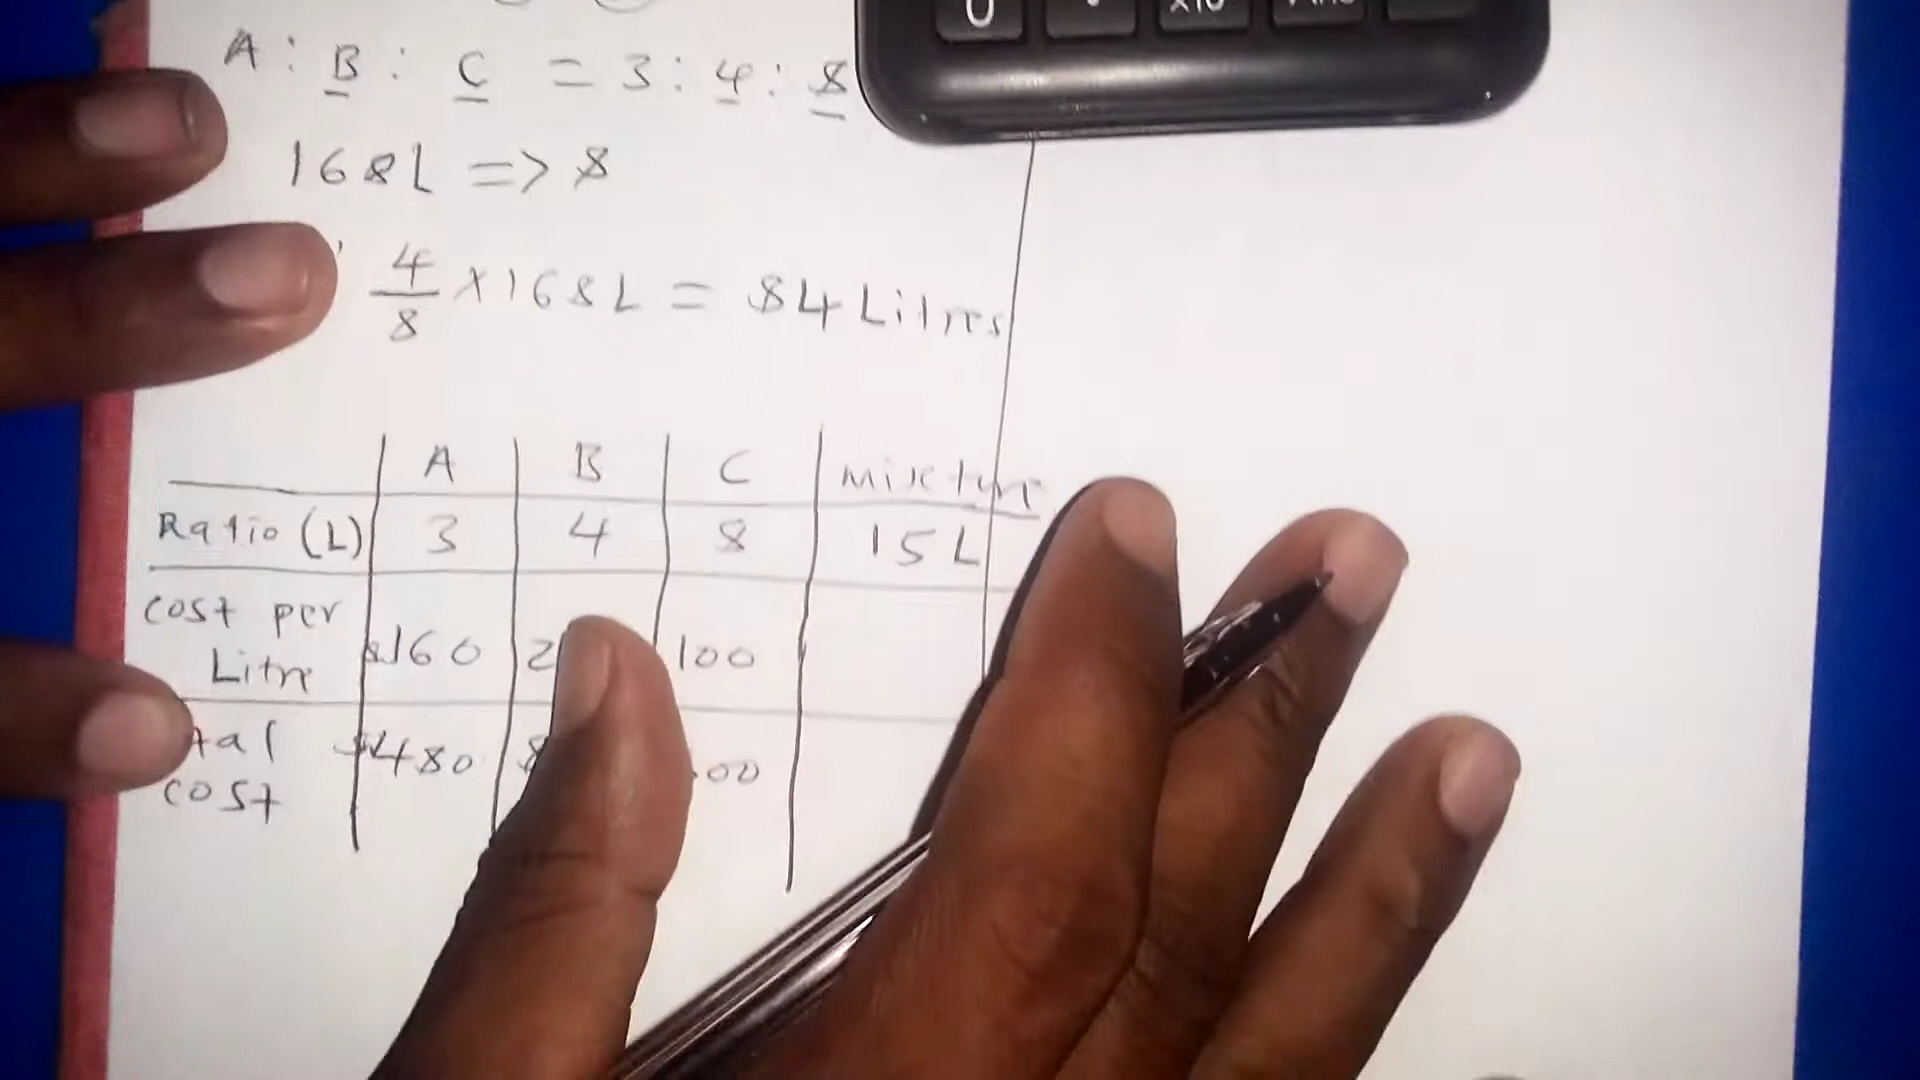 A : B : C = 3 : 4 : 8
168L => 8
4/8 X 168L = 84 Litres
A B C mixture
Ratio (L) 3 4 8 15L
cost per Litre $160 100
cost $480